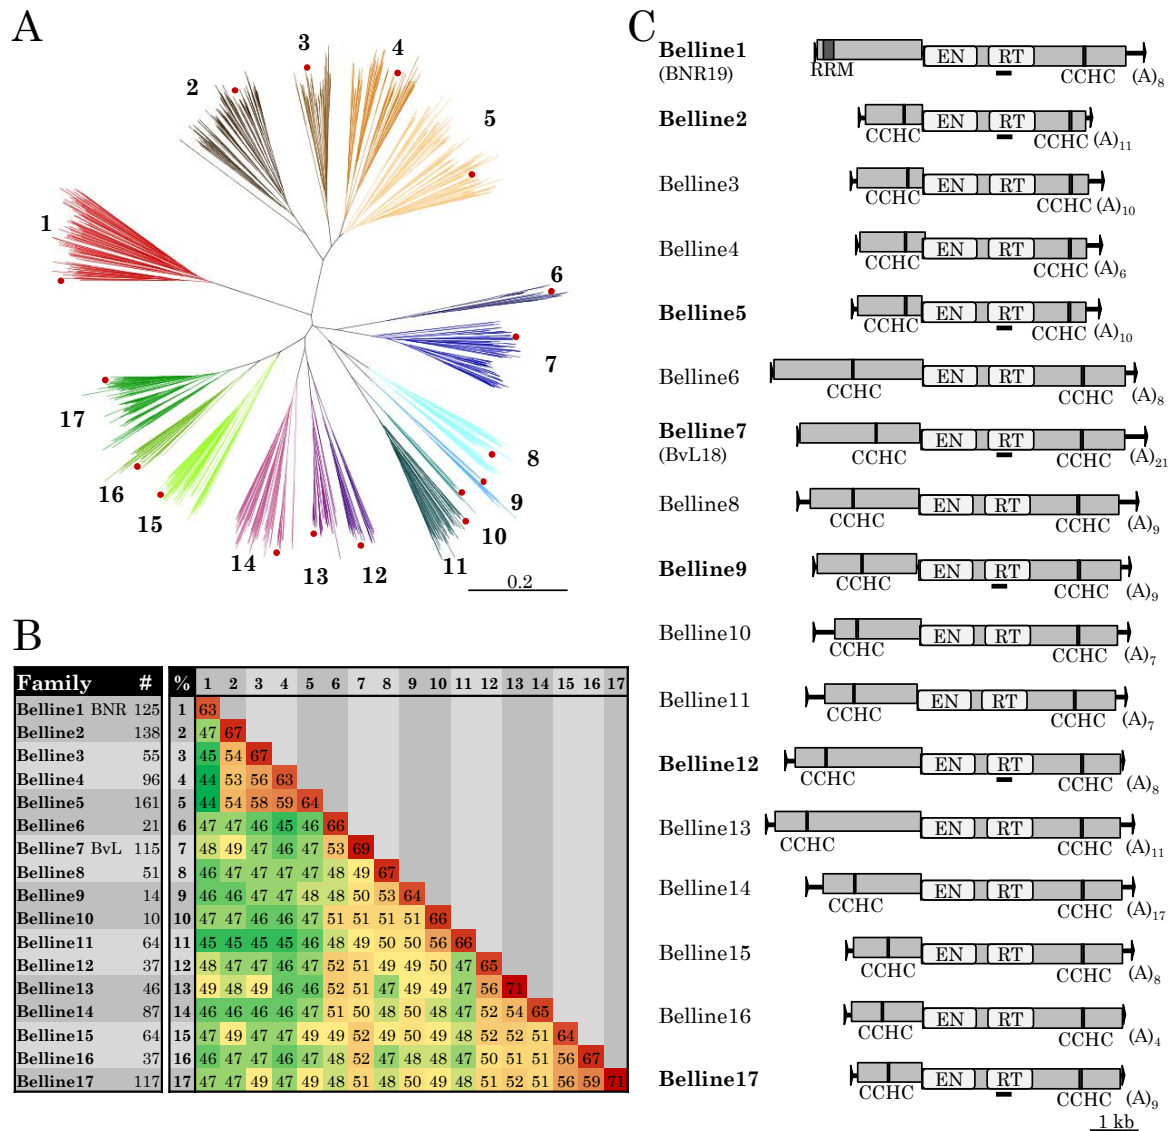 A
1
2
3
4
5
6
7
8
9
10
11
12
13
14
15
16
17
0.2
B
Family # % 1 2 3 4 5 6 7 8 9 10 11 12 13 14 15 16 17
Belline1 BNR 125 1 63
Belline2 138 2 47 67
Belline3 55 3 45 54 67
Belline4 96 4 44 53 56 63
Belline5 161 5 44 54 58 59 64
Belline6 21 6 47 47 46 45 46 66
Belline7 BvL 115 7 48 49 47 46 47 53 69
Belline8 51 8 46 47 47 47 47 48 49 67
Belline9 14 9 46 46 47 47 48 48 50 53 64
Belline10 10 10 47 47 46 46 47 51 51 51 51 66
Belline11 64 11 45 45 45 45 46 48 49 50 50 56 66
Belline12 37 12 48 47 47 46 47 52 51 49 49 50 47 65
Belline13 46 13 49 48 49 46 46 52 51 47 49 49 47 56 71
Belline14 87 14 46 46 46 46 47 51 50 48 50 48 47 52 54 65
Belline15 64 15 47 49 47 47 49 49 52 49 50 49 48 52 52 51 64
Belline16 37 16 46 47 47 46 47 48 52 47 48 48 47 50 51 51 56 67
Belline17 117 17 47 47 49 47 49 48 51 48 50 49 48 51 52 51 56 59 71
C
Belline1
(BNR19)
RRM EN RT CCHC (A)8
Belline2
CCHC EN RT CCHC (A)11
Belline3
CCHC EN RT CCHC (A)10
Belline4
CCHC EN RT CCHC (A)6
Belline5
CCHC EN RT CCHC (A)10
Belline6
CCHC EN RT CCHC (A)8
Belline7
(BvL18)
CCHC EN RT CCHC (A)21
Belline8
CCHC EN RT CCHC (A)9
Belline9
CCHC EN RT CCHC (A)9
Belline10
CCHC EN RT CCHC (A)7
Belline11
CCHC EN RT CCHC (A)7
Belline12
CCHC EN RT CCHC (A)8
Belline13
CCHC EN RT CCHC (A)11
Belline14
CCHC EN RT CCHC (A)17
Belline15
CCHC EN RT CCHC (A)8
Belline16
CCHC EN RT CCHC (A)4
Belline17
CCHC EN RT CCHC (A)9
1 kb